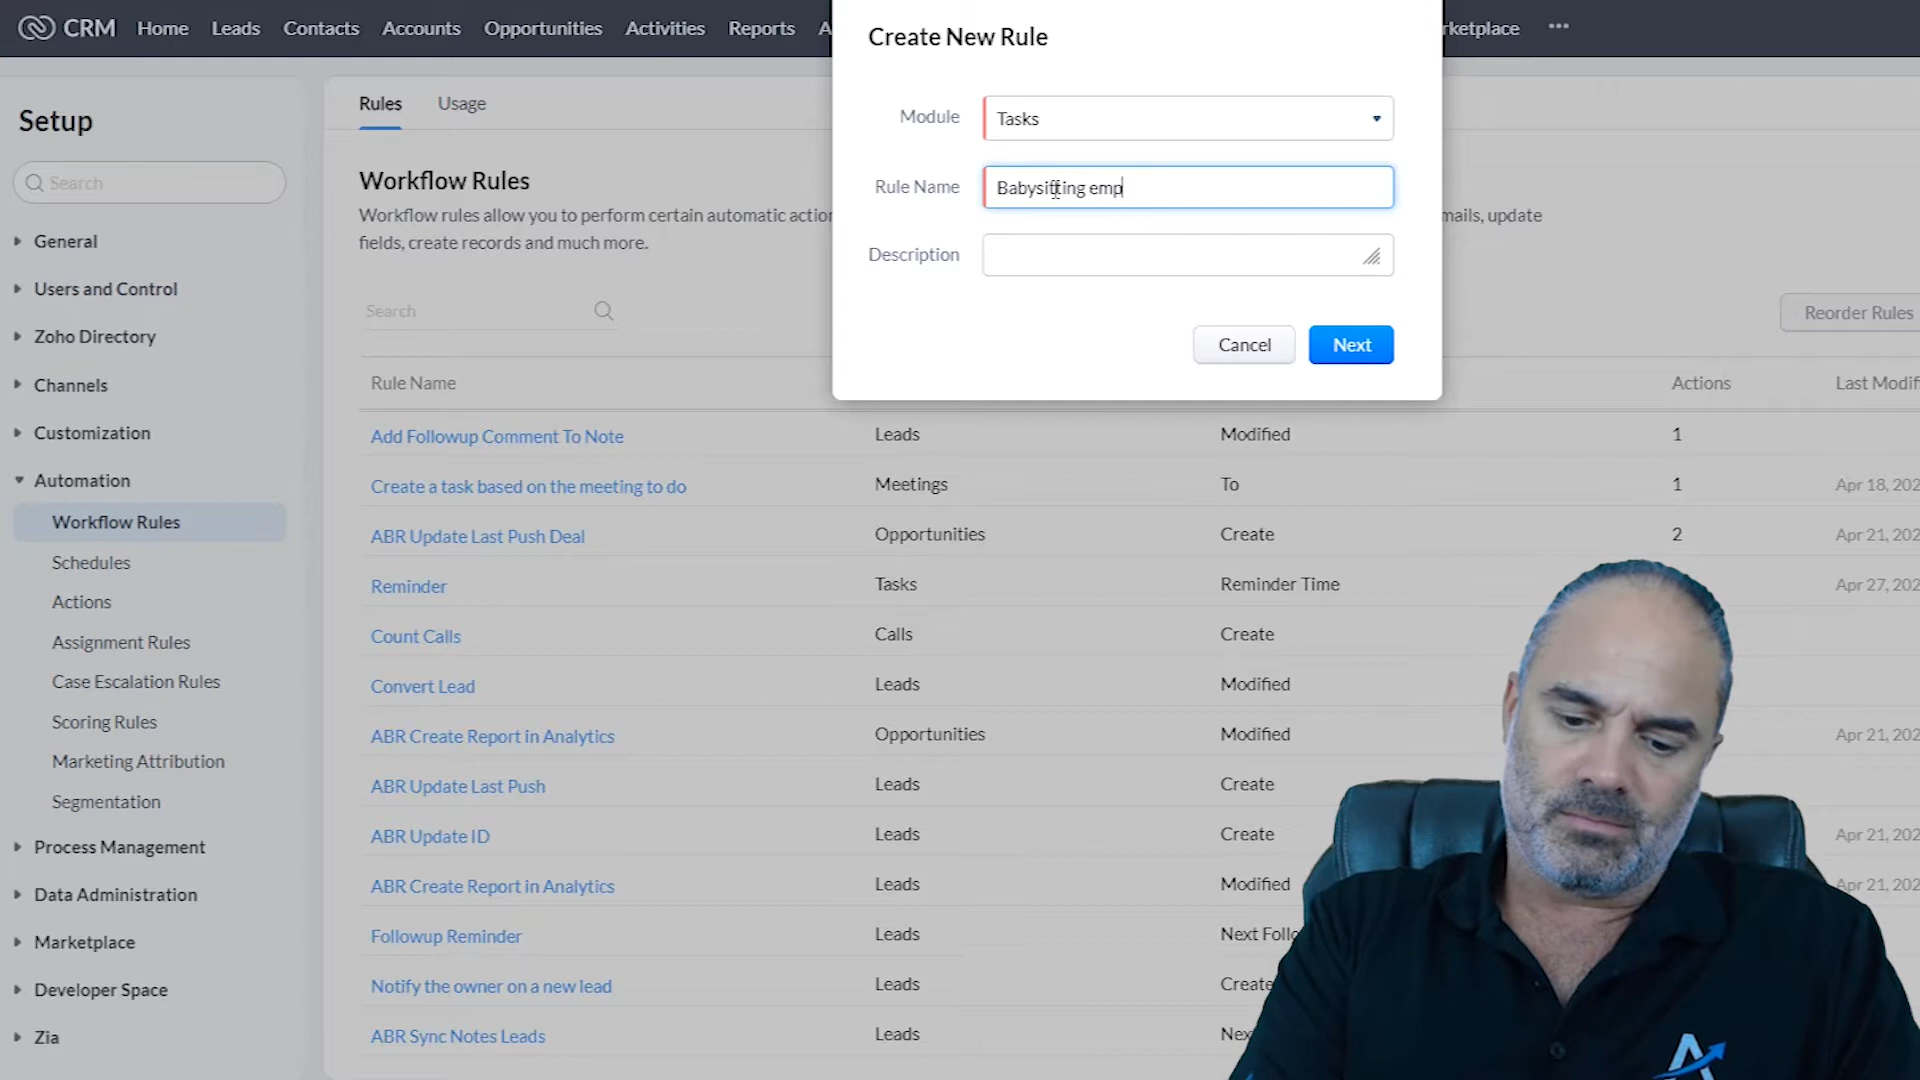 CRM Home Leads Contacts Accounts Opportunities Activities Reports A rketplace ...
Create New Rule
Module Tasks
Rule Name Babysitting emp
Description
Cancel Next
Setup
Search
General
Users and Control
Zoho Directory
Channels
Customization
Automation
Workflow Rules
Schedules
Actions
Assignment Rules
Case Escalation Rules
Scoring Rules
Marketing Attribution
Segmentation
Process Management
Data Administration
Marketplace
Developer Space
Zia
Rules Usage
Workflow Rules
Workflow rules allow you to perform certain automatic action mails, update
fields, create records and much more.
Search
Reorder Rules
Rule Name Actions Last Modif
Add Followup Comment To Note Leads Modified 1
Create a task based on the meeting to do Meetings To 1 Apr 18, 202
ABR Update Last Push Deal Opportunities Create 2 Apr 21, 202
Reminder Tasks Reminder Time Apr 27, 202
Count Calls Calls Create
Convert Lead Leads Modified
ABR Create Report in Analytics Opportunities Modified Apr 21, 202
ABR Update Last Push Leads Create
ABR Update ID Leads Create Apr 21, 202
ABR Create Report in Analytics Leads Modified Apr 21, 202
Followup Reminder Leads Next Follo
Notify the owner on a new lead Leads Create
ABR Sync Notes Leads Leads Nex